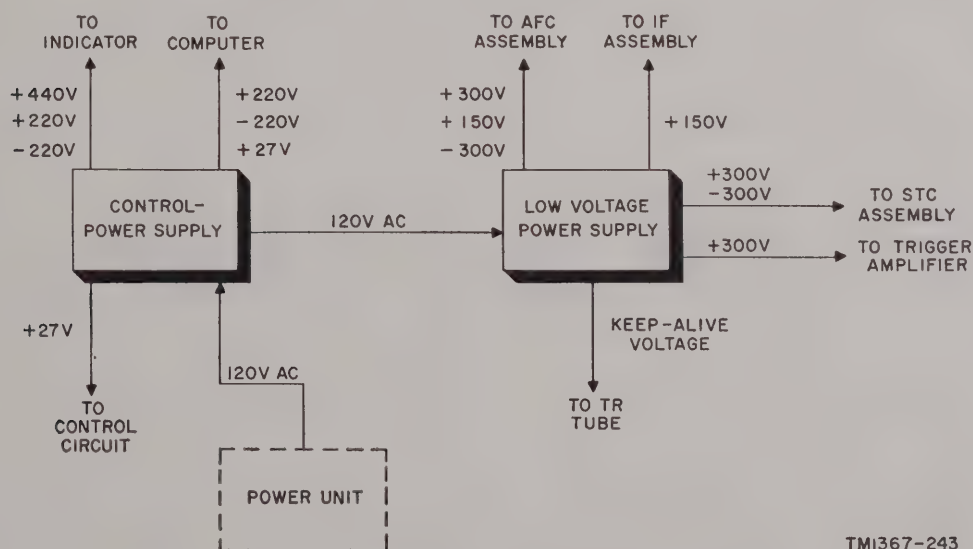 TO
INDICATOR
TO
COMPUTER
TO AFC
ASSEMBLY
TO IF
ASSEMBLY
+440V
+220V
-220V
+220V
-220V
+27V
+300V
+150V
-300V
+150V
CONTROL-
POWER SUPPLY
120V AC
LOW VOLTAGE
POWER SUPPLY
+300V
-300V
TO STC
ASSEMBLY
+300V
TO TRIGGER
AMPLIFIER
+27V
120V AC
KEEP-ALIVE
VOLTAGE
TO
CONTROL
CIRCUIT
TO TR
TUBE
POWER UNIT
TM1367-243